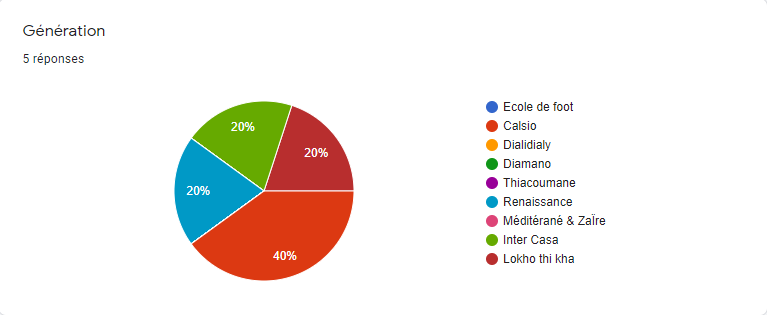 Génération
5 réponses
20%
20%
20%
40%
Ecole de foot
Calsio
Dialidialy
Diamano
Thiacoumane
Renaissance
Méditérané & ZaÏre
Inter Casa
Lokho thi kha